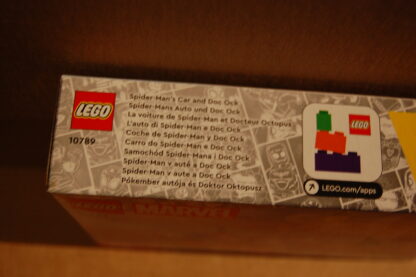 LEGO
10789
Spider-Man's Car and Doc Ock
Spider-Mans Auto und Doc Ock
La voiture de Spider-Man et Docteur Octopus
L'auto di Spider-Man e Doc Ock
Coche de Spider-Man y Doc Ock
Carro do Spider-Man e Doc Ock
Samochód Spider-Mana i Doc Ock
Spider-Man v autě a Doc Ock
Spider-Man v aute a Doc Ock
Pókember autója és Doktor Oktopusz
LEGO
LEGO.com/apps
LEGO
MARVEL